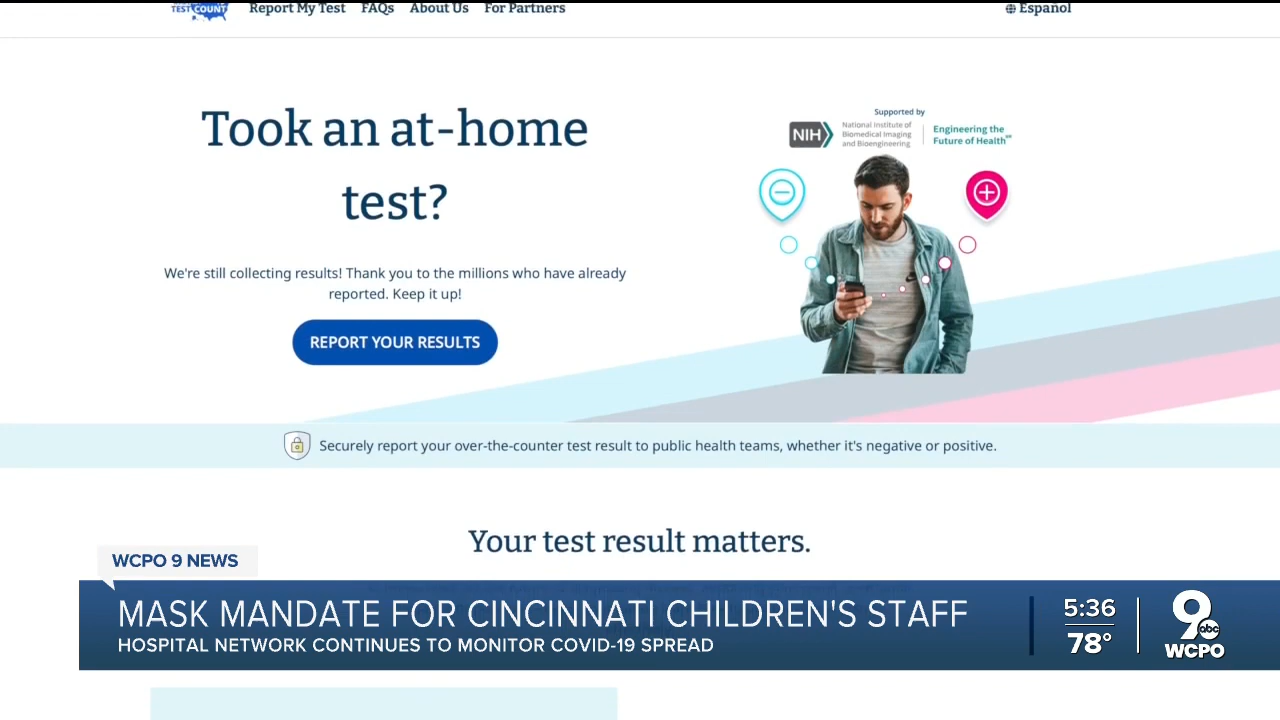 TEST COUNT
Report My Test FAQs About Us For Partners
Español
Took an at-home
test?
We're still collecting results! Thank you to the millions who have already
reported. Keep it up!
REPORT YOUR RESULTS
Supported by
NIH
National Institute of
Biomedical Imaging
and Bioengineering
Engineering the
Future of Health
Securely report your over-the-counter test result to public health teams, whether it's negative or positive.
Your test result matters.
WCPO 9 NEWS
MASK MANDATE FOR CINCINNATI CHILDREN'S STAFF
HOSPITAL NETWORK CONTINUES TO MONITOR COVID-19 SPREAD
5:36
78°
9
abc
WCPO